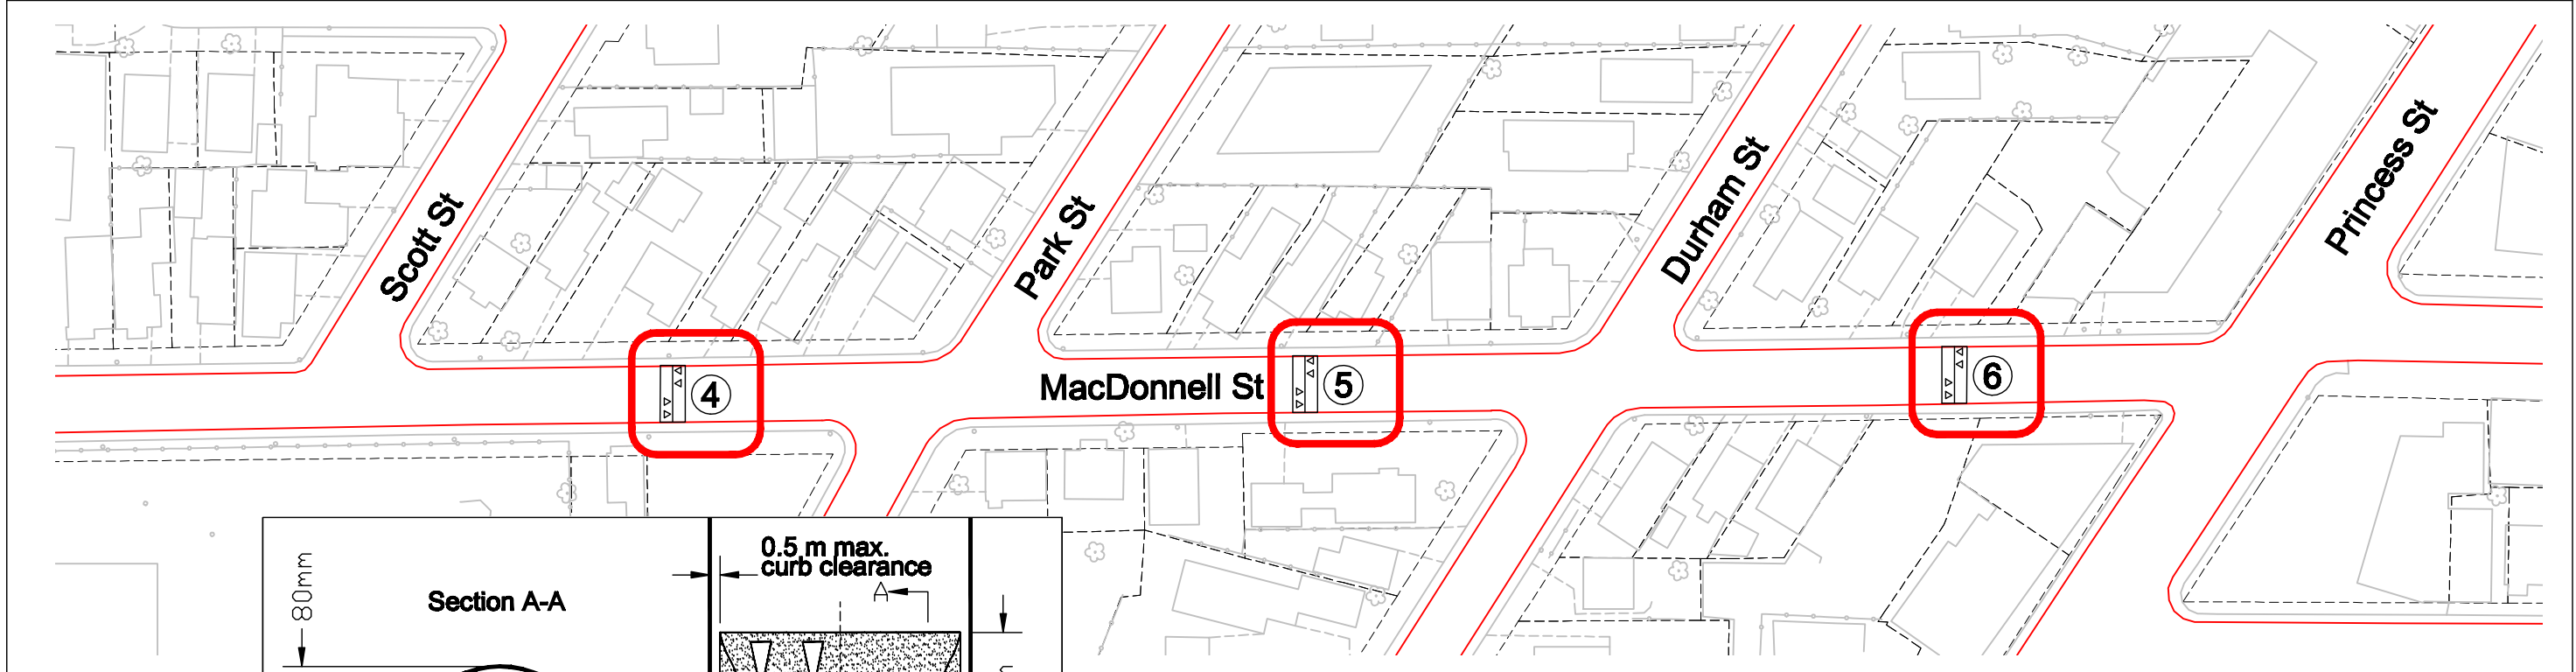 Scott St
Park St
Durham St
Princess St
MacDonnell St
4
5
6
80mm
Section A-A
0.5 m max.
curb clearance
A